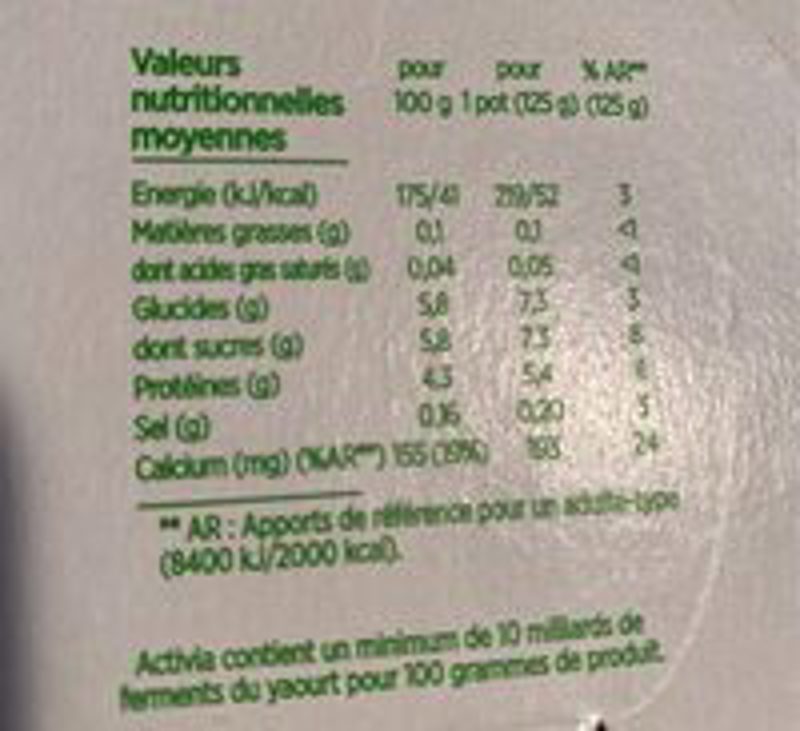 Valeurs pour pour % AR**
nutritionnelles 100 g 1 pot (125 g) (125 g)
moyennes
Energie (kJ/kcal) 175/41 219/52 3
Matières grasses (g) 0,1 0,1 <1
dont acides gras saturés (g) 0,04 0,05 <1
Glucides (g) 5,8 7,3 3
dont sucres (g) 5,8 7,3 8
Protéines (g) 4,3 5,4
Sel (g) 0,16 0,20 3
Calcium (mg) (%AR**) 155 (19%) 193 24
** AR : Apports de référence pour un adulte-type
(8400 kJ/2000 kcal).
Activia contient un minimum de 10 milliards de
ferments du yaourt pour 100 grammes de produit.